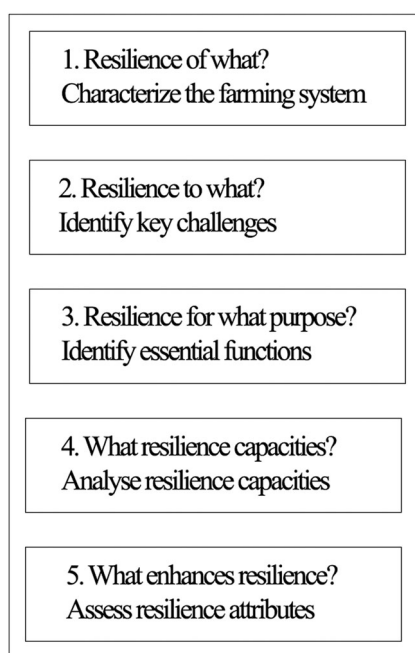 1. Resilience of what?
Characterize the farming system
2. Resilience to what?
Identify key challenges
3. Resilience for what purpose?
Identify essential functions
4. What resilience capacities?
Analyse resilience capacities
5. What enhances resilience?
Assess resilience attributes